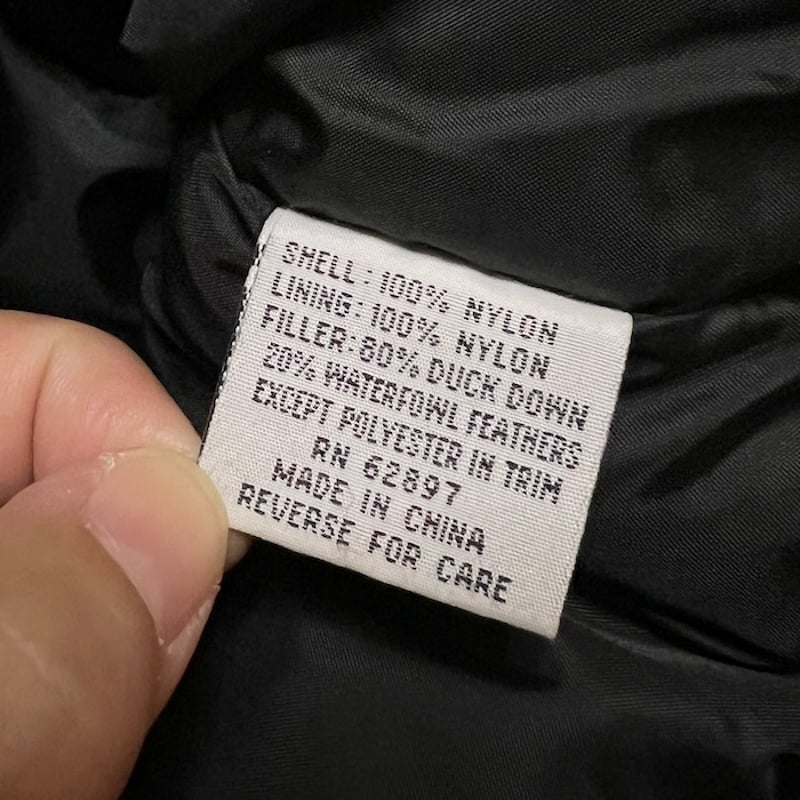 SHELL: 100% NYLON
LINING: 100% NYLON
FILLER: 80% DUCK DOWN
20% WATERFOWL FEATHERS
EXCEPT POLYESTER IN TRIM
RN 62897
MADE IN CHINA
REVERSE FOR CARE